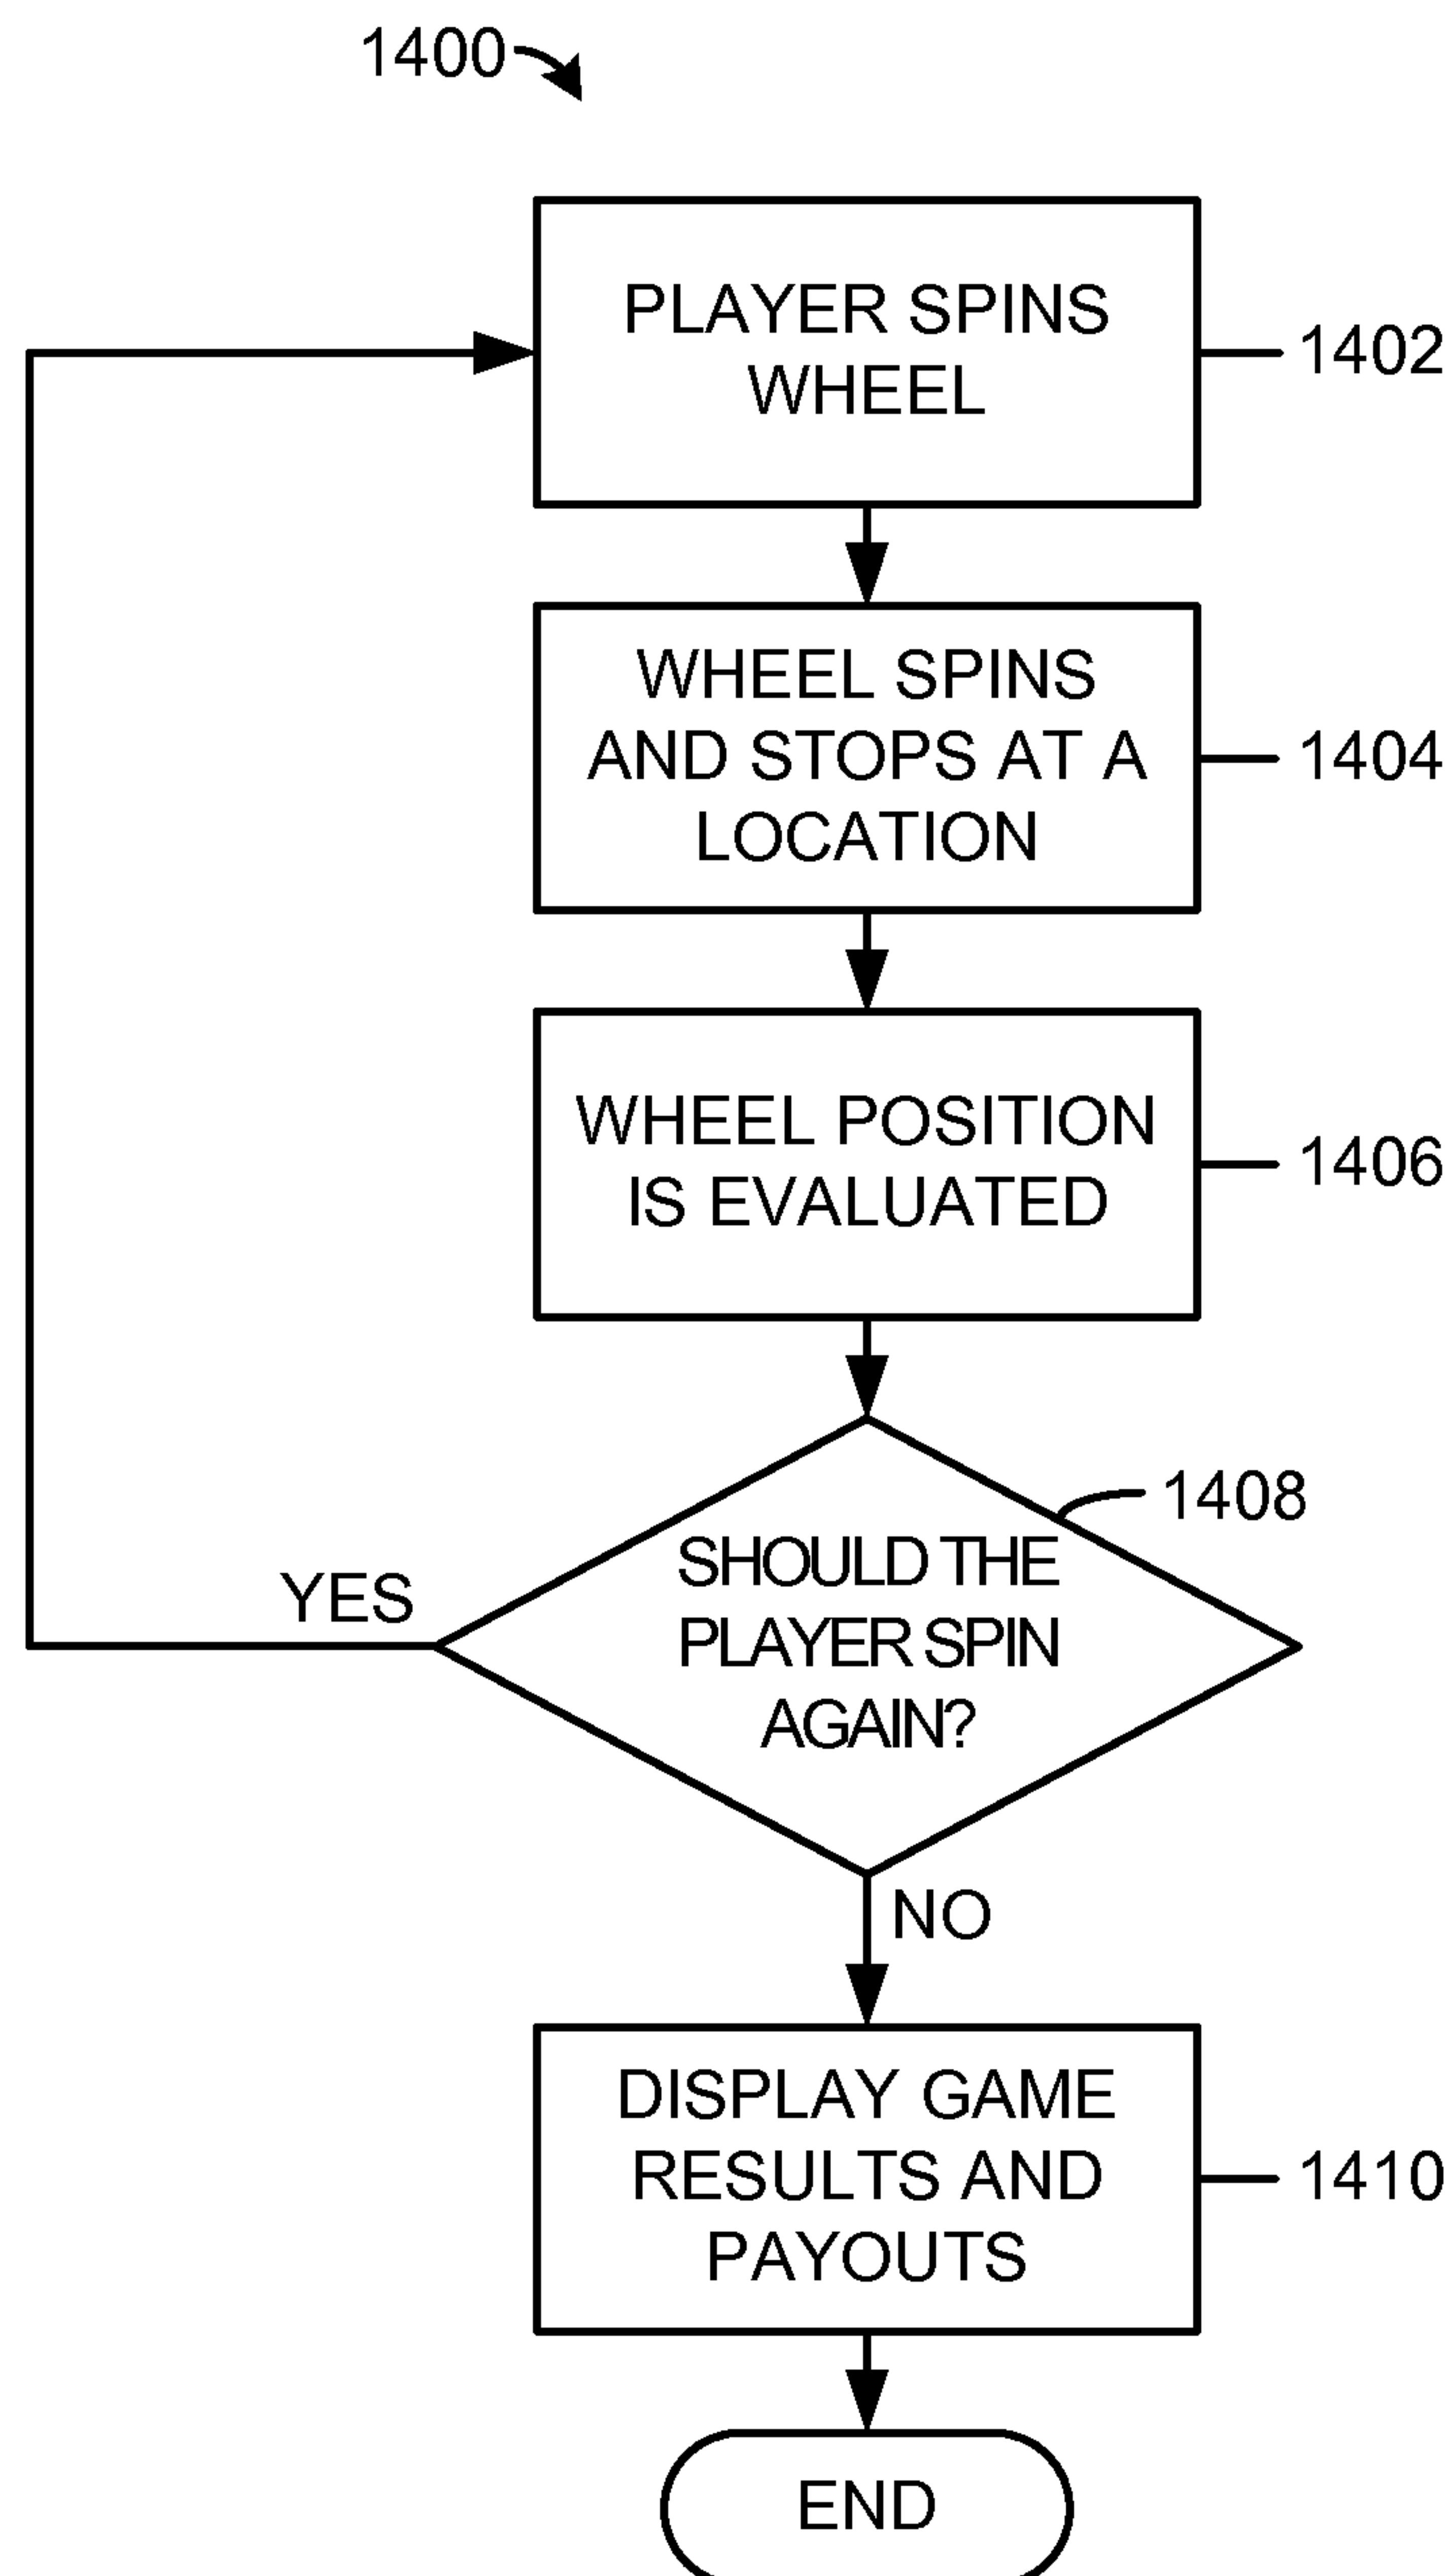 1400
PLAYER SPINS
WHEEL
1402
WHEEL SPINS
AND STOPS AT A
LOCATION
1404
WHEEL POSITION
IS EVALUATED
1406
1408
SHOULD THE
PLAYER SPIN
AGAIN?
YES
NO
DISPLAY GAME
RESULTS AND
PAYOUTS
1410
END